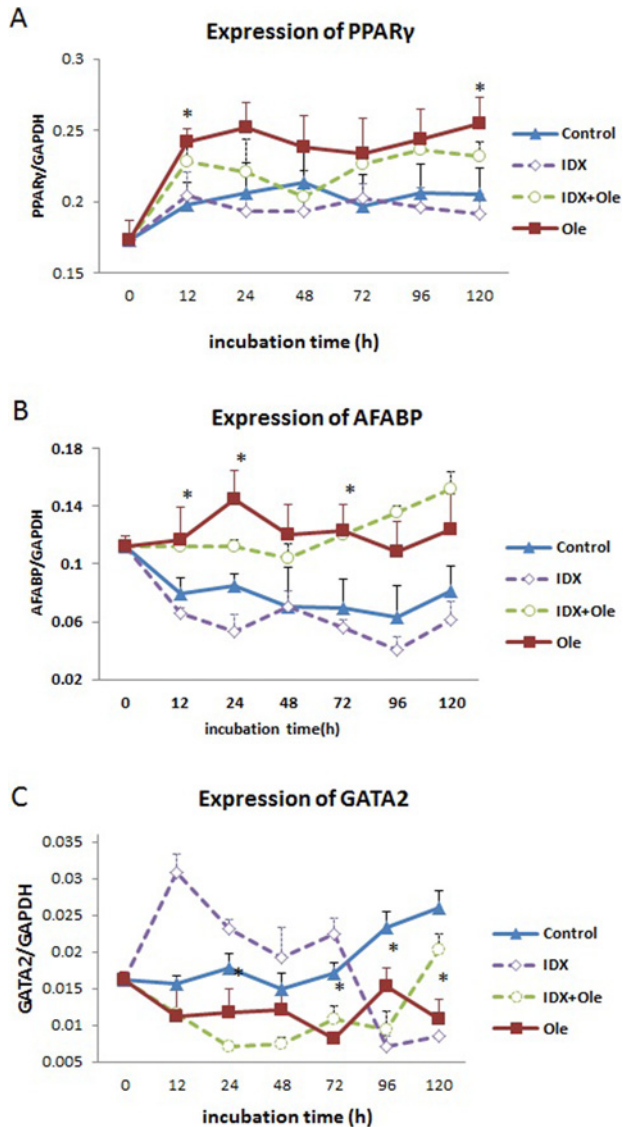 A
Expression of PPARγ
0.3
0.25
0.2
0.15
PPARγ/GAPDH
*
*
0 12 24 48 72 96 120
incubation time (h)
Control
IDX
IDX+Ole
Ole
B
Expression of AFABP
0.18
0.14
0.1
0.06
0.02
AFABP/GAPDH
*
*
*
0 12 24 48 72 96 120
incubation time(h)
Control
IDX
IDX+Ole
Ole
C
Expression of GATA2
0.035
0.03
0.025
0.02
0.015
0.01
0.005
GATA2/GAPDH
*
*
*
*
0 12 24 48 72 96 120
incubation time (h)
Control
IDX
IDX+Ole
Ole